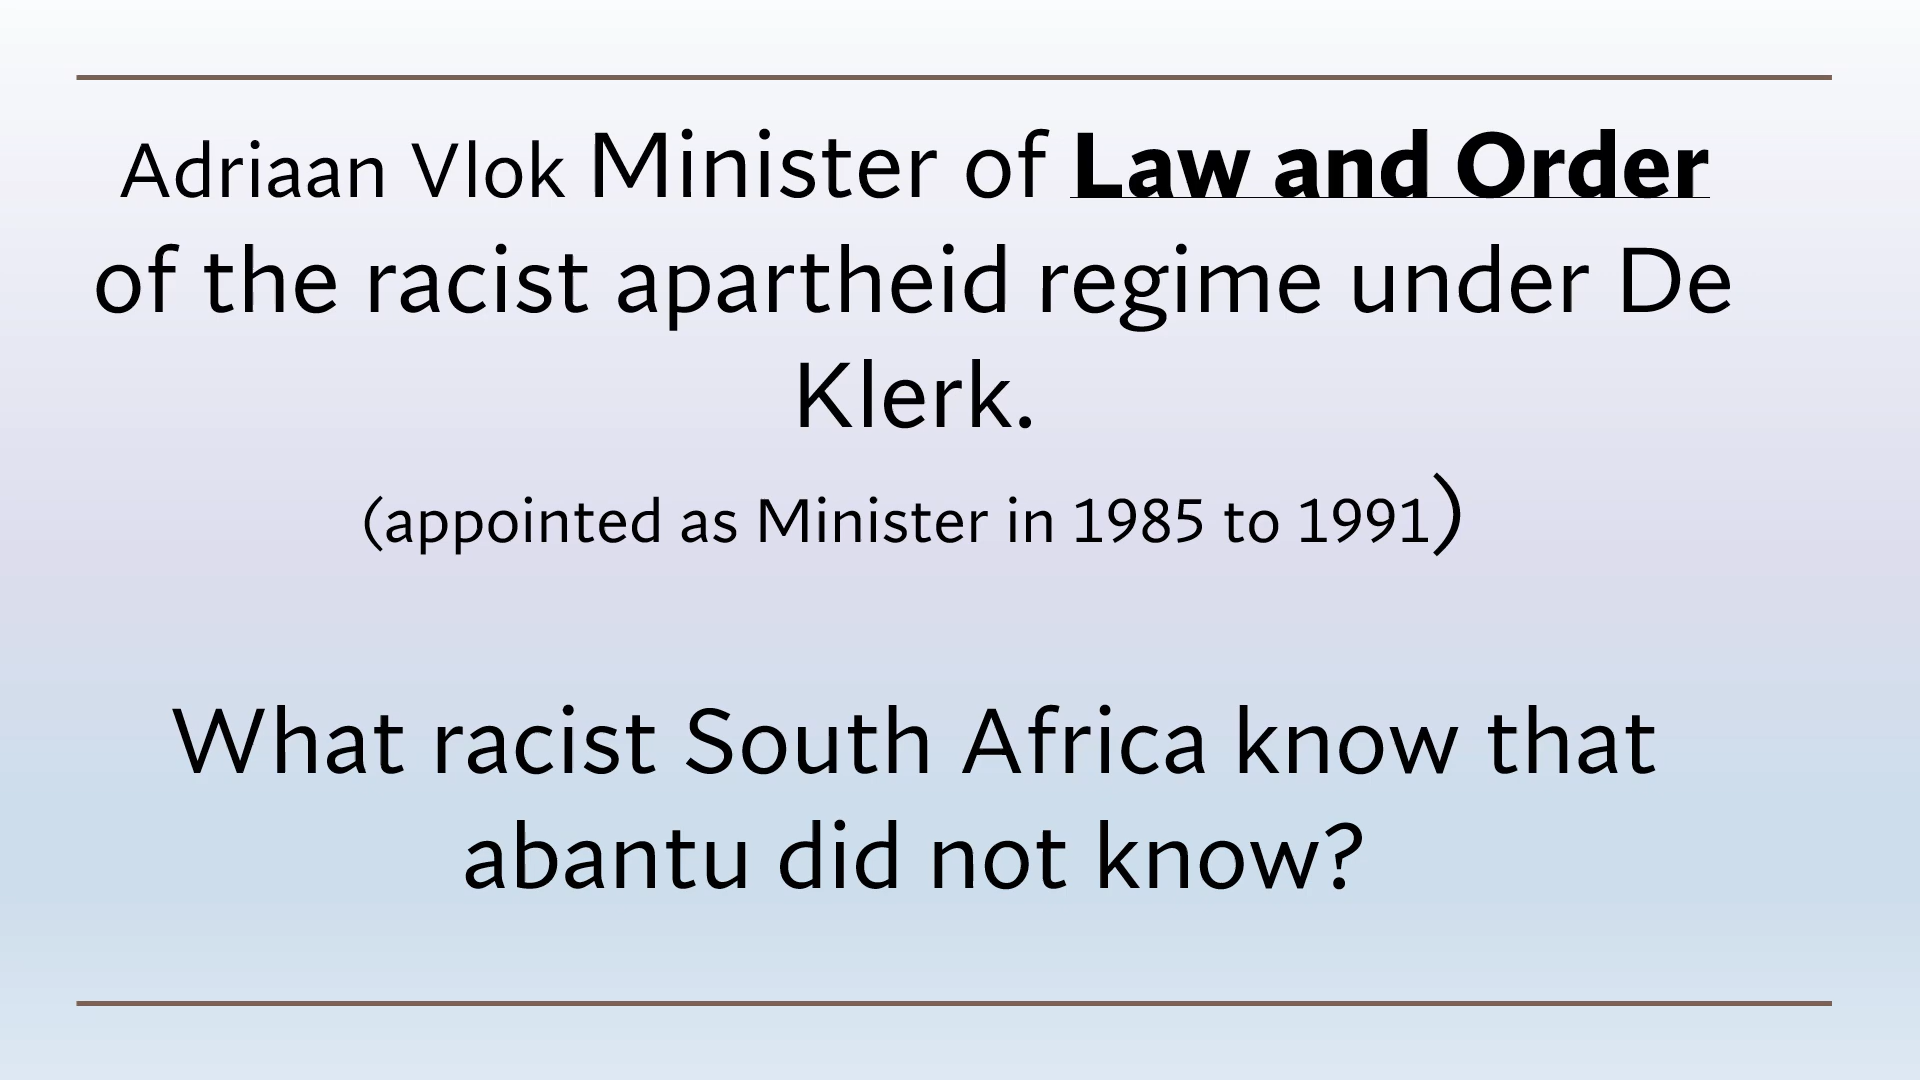 Adriaan Vlok Minister of Law and Order
of the racist apartheid regime under De
Klerk.
(appointed as Minister in 1985 to 1991)
What racist South Africa know that
abantu did not know?